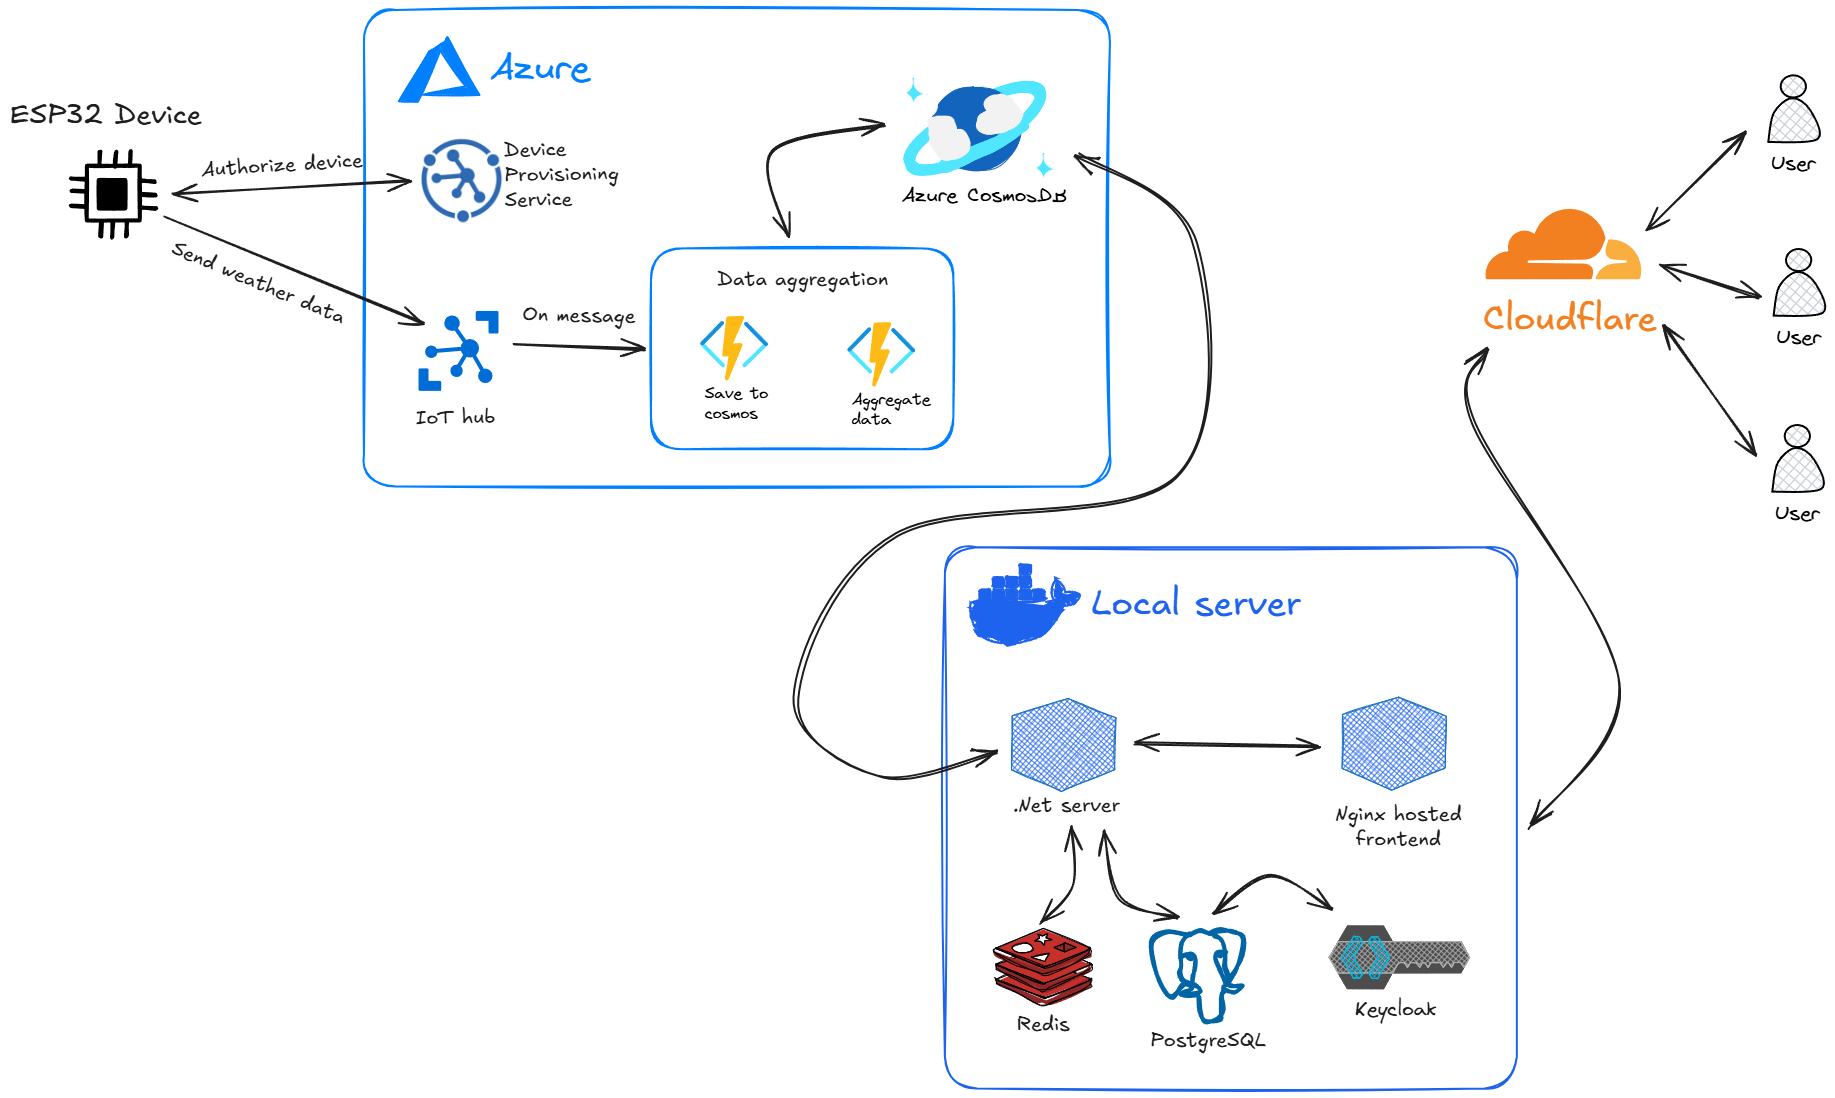 ESP32 Device
Authorize device
Send weather data
Azure
Device
Provisioning
Service
IoT hub
On message
Azure CosmosDB
Data aggregation
Save to
cosmos
Aggregate
data
Cloudflare
User
User
User
Local server
.Net server
Nginx hosted
frontend
Redis
PostgreSQL
Keycloak